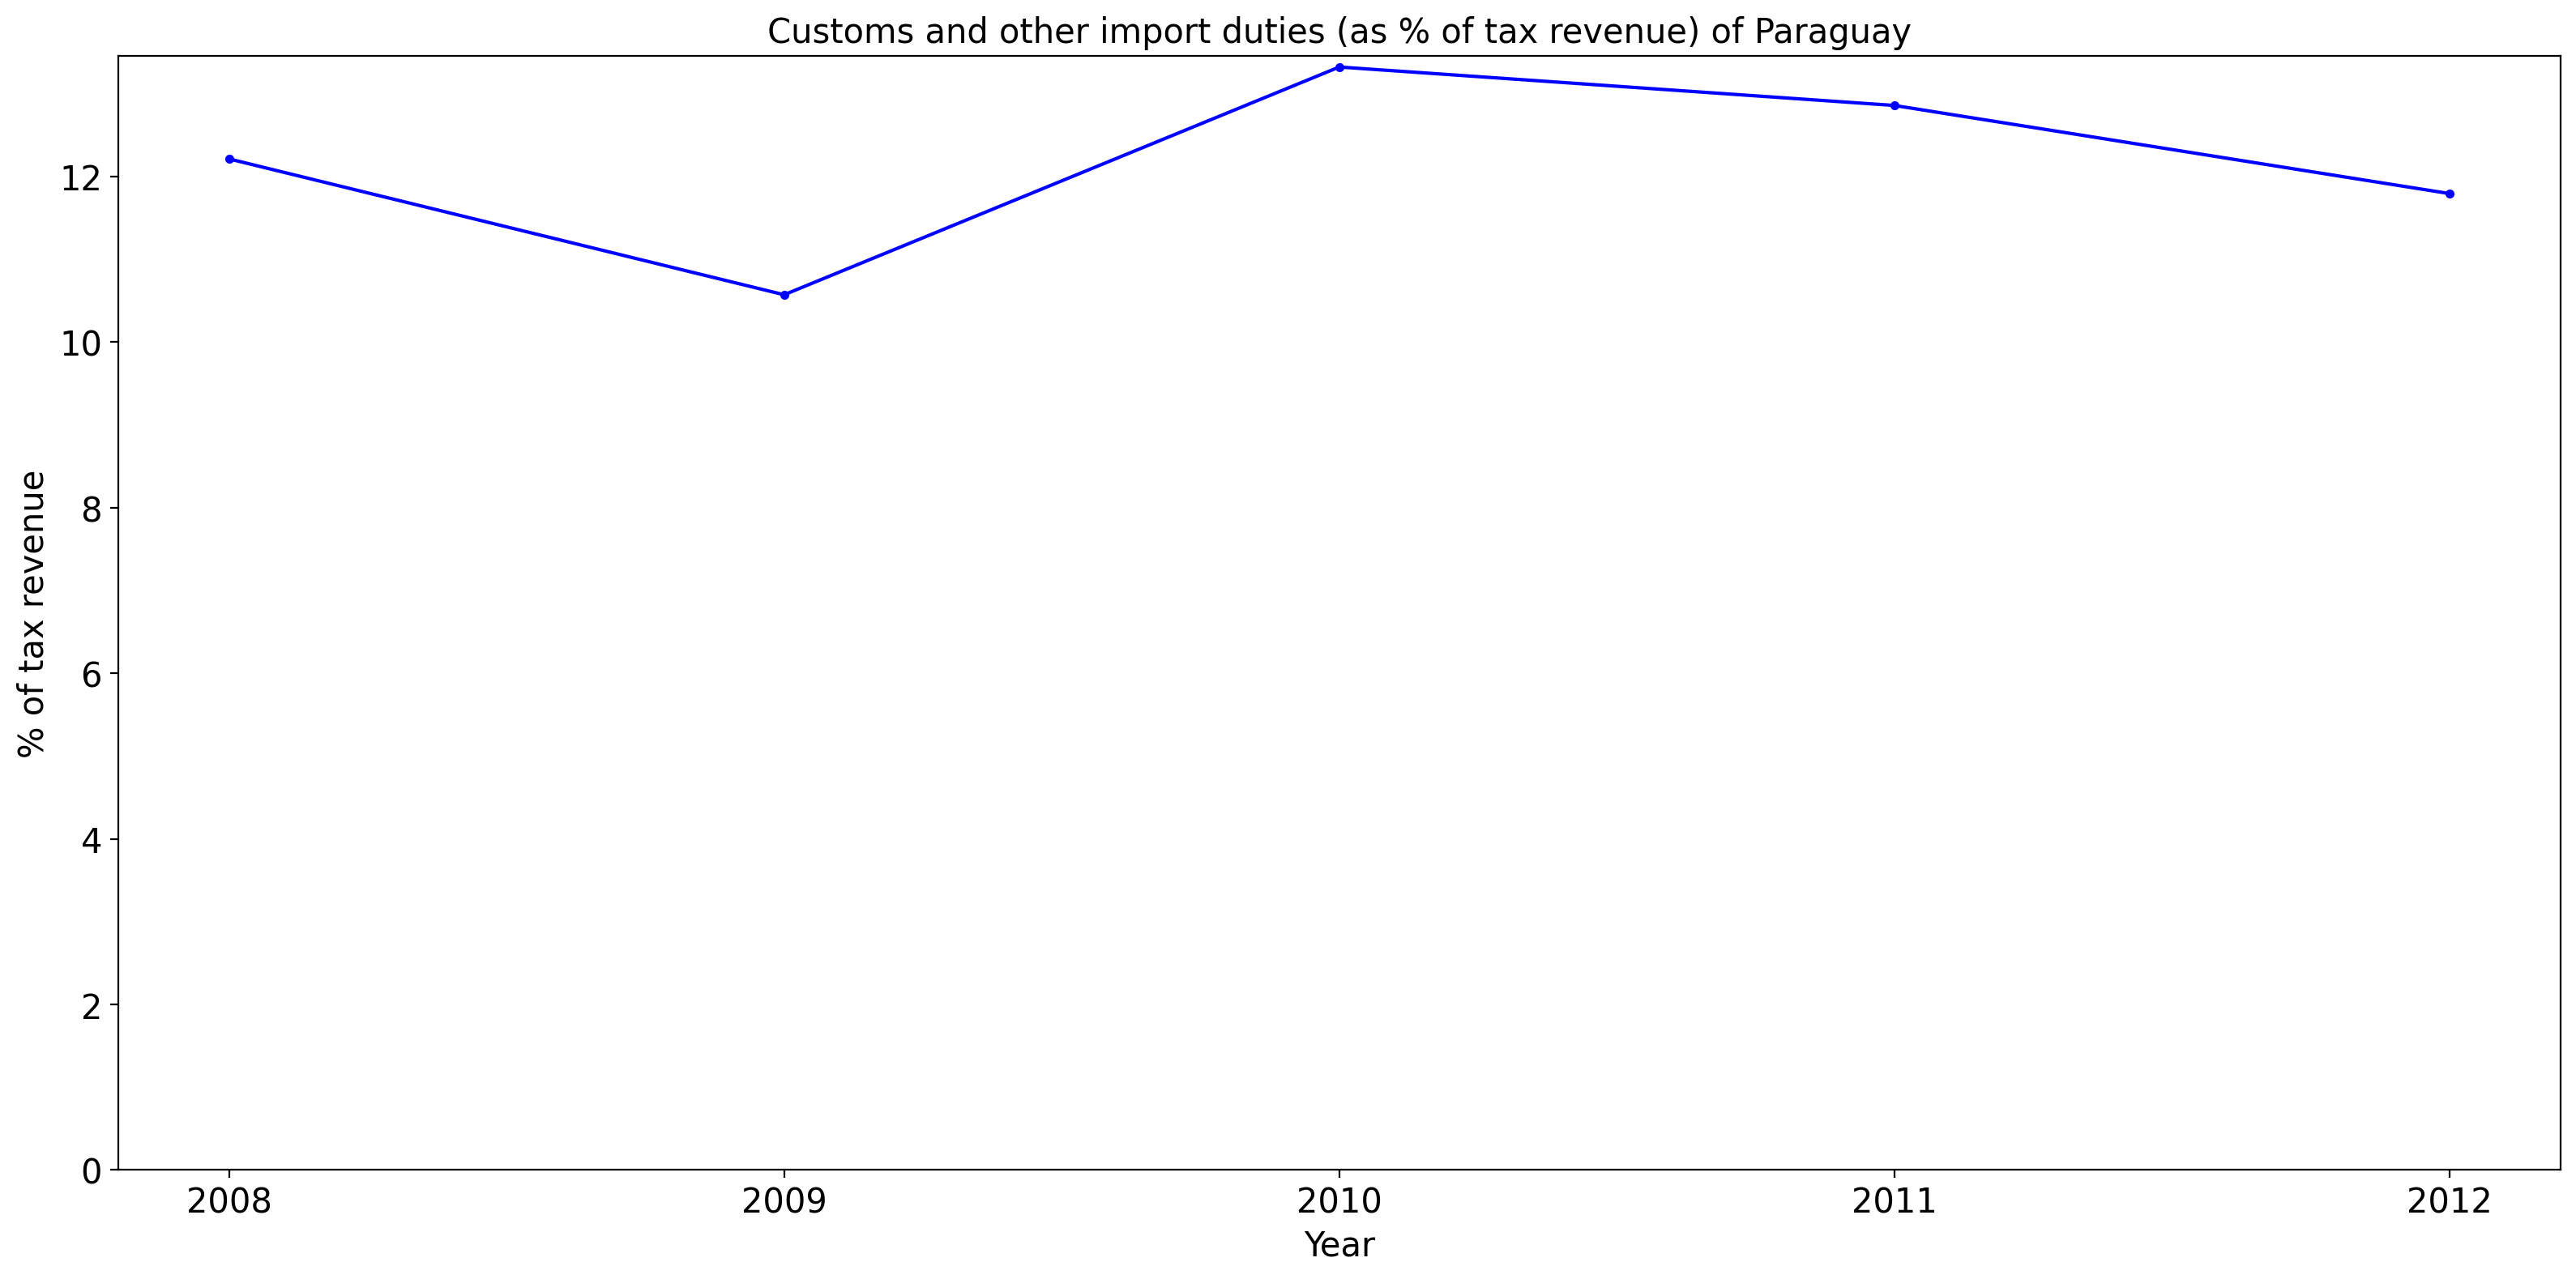 Customs and other import duties (as % of tax revenue) of Paraguay
% of tax revenue
12
10
8
6
4
2
0
2008 2009 2010 2011 2012
Year